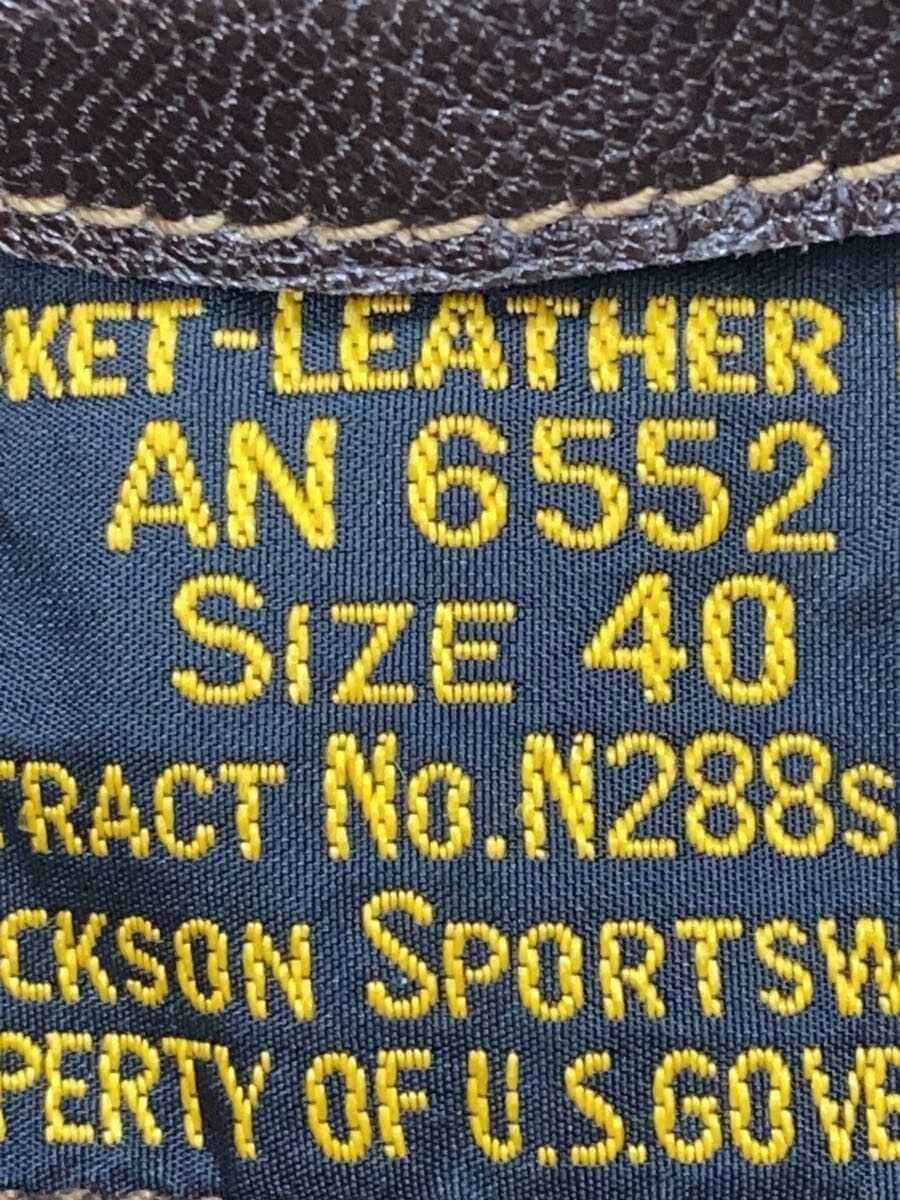 KET-LEATHER
AN 6552
SIZE 40
TRACT No.N288s
CKSON SPORTSW
PERTY OF U.S.GOVE